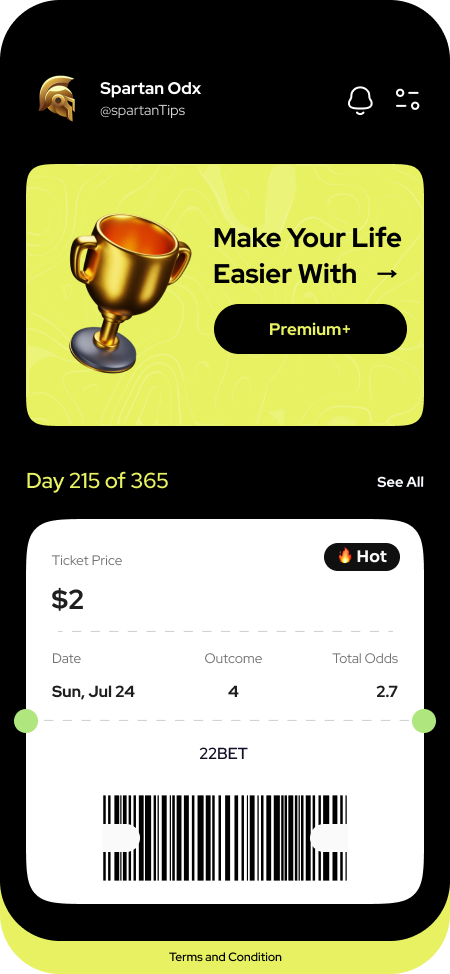 Spartan Odx
@spartanTips
Make Your Life
Easier With →
Premium+
Day 215 of 365
See All
Ticket Price
🔥 Hot
$2
Date
Outcome
Total Odds
Sun, Jul 24
4
2.7
22BET
Terms and Condition